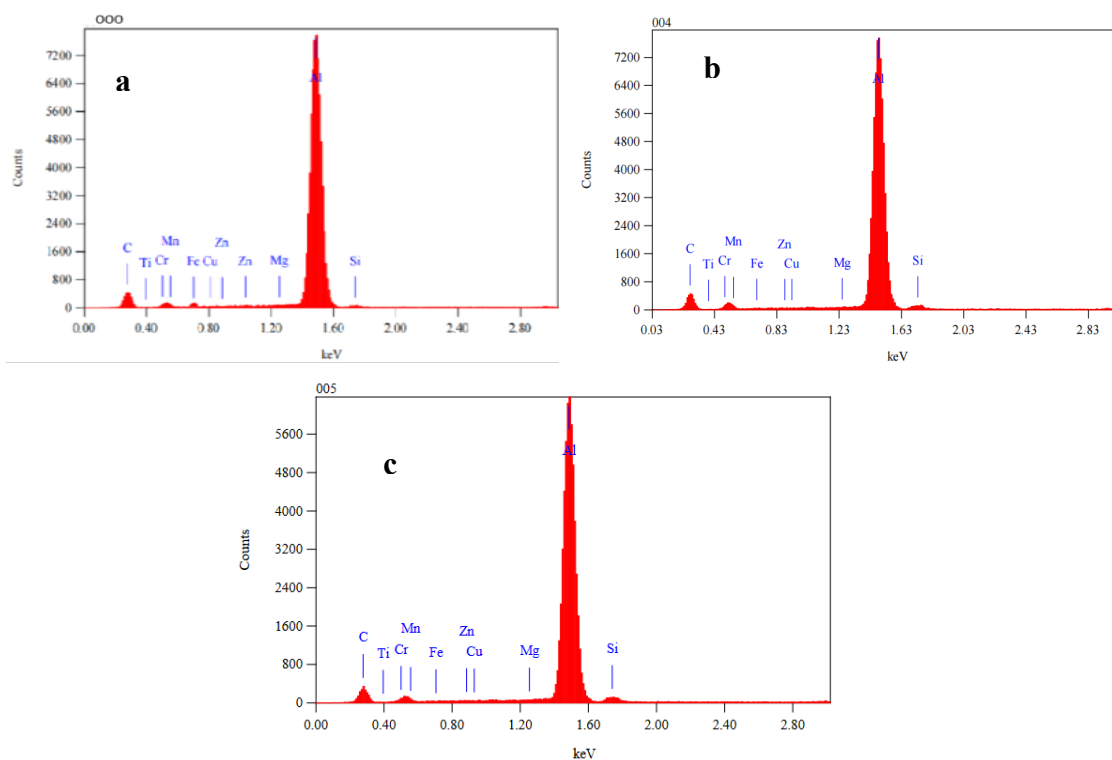 OOO
a
7200
6400
5600
4800
4000
3200
2400
1600
800
0
Counts
Al
C Ti Cr Mn Fe Cu Zn Zn Mg Si
0.00 0.40 0.80 1.20 1.60 2.00 2.40 2.80
keV
004
b
7200
6400
5600
4800
4000
3200
2400
1600
800
0
Counts
Al
C Ti Cr Mn Fe Zn Cu Mg Si
0.03 0.43 0.83 1.23 1.63 2.03 2.43 2.83
keV
005
c
5600
4800
4000
3200
2400
1600
800
0
Counts
Al
C Ti Cr Mn Fe Zn Cu Mg Si
0.00 0.40 0.80 1.20 1.60 2.00 2.40 2.80
keV